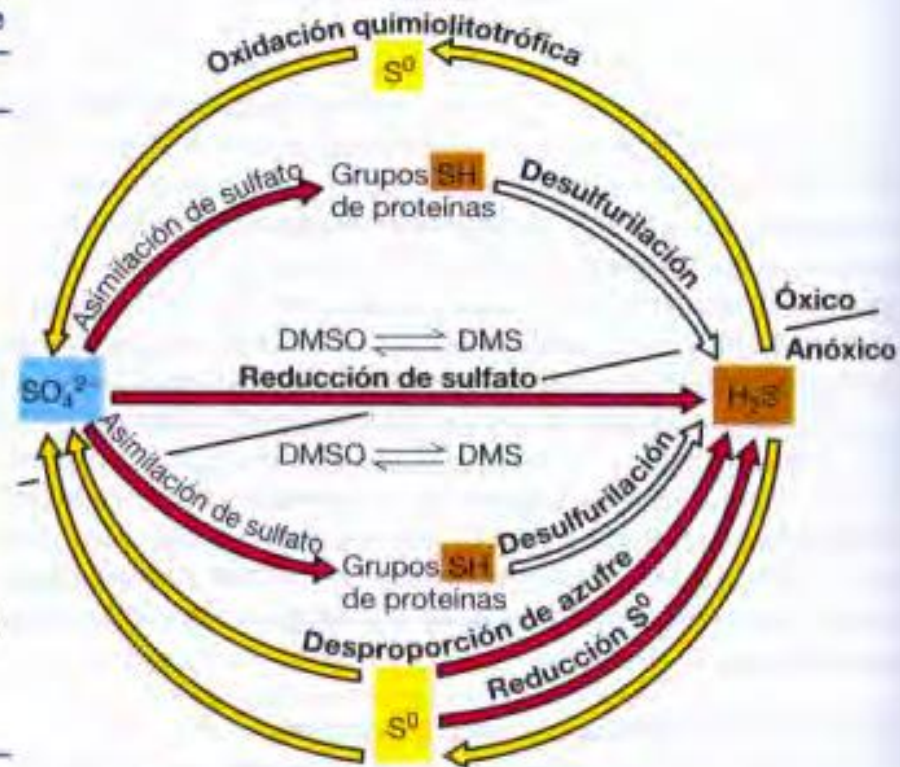 Oxidación quimiolitotrófica
S⁰
Asimilación de sulfato
Grupos SH
de proteínas
Desulfurilación
Óxico
Anóxico
DMSO ⇌ DMS
Reducción de sulfato
SO₄²⁻
H₂S
DMSO ⇌ DMS
Asimilación de sulfato
Grupos SH
de proteínas
Desulfurilación
Desproporción de azufre
Reducción S⁰
S⁰